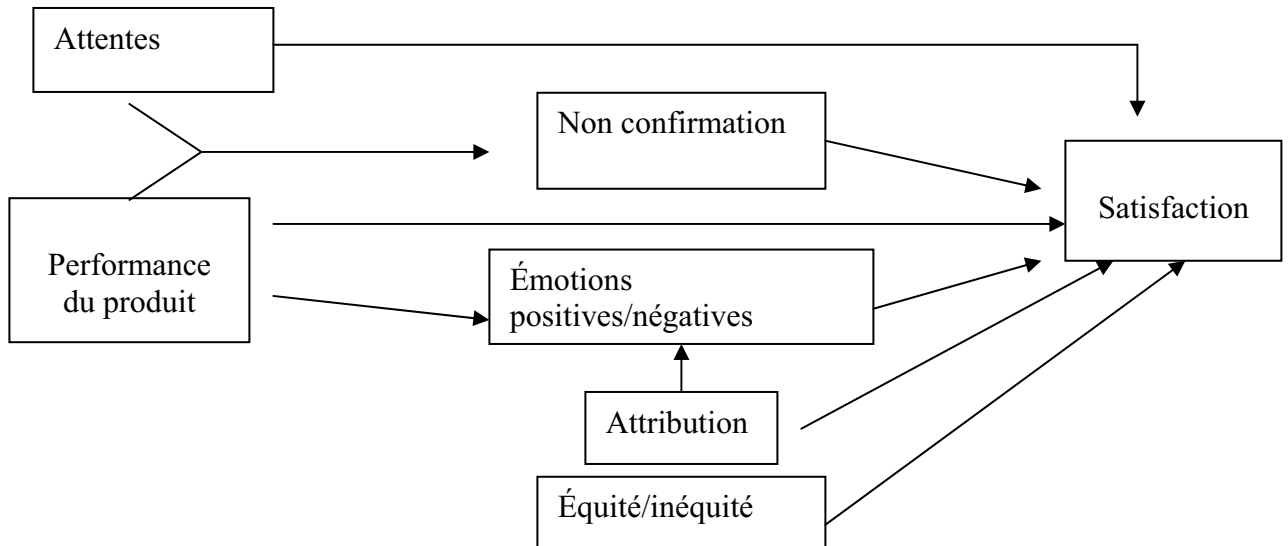 Attentes
Non confirmation
Satisfaction
Performance
du produit
Émotions
positives/négatives
Attribution
Équité/inéquité